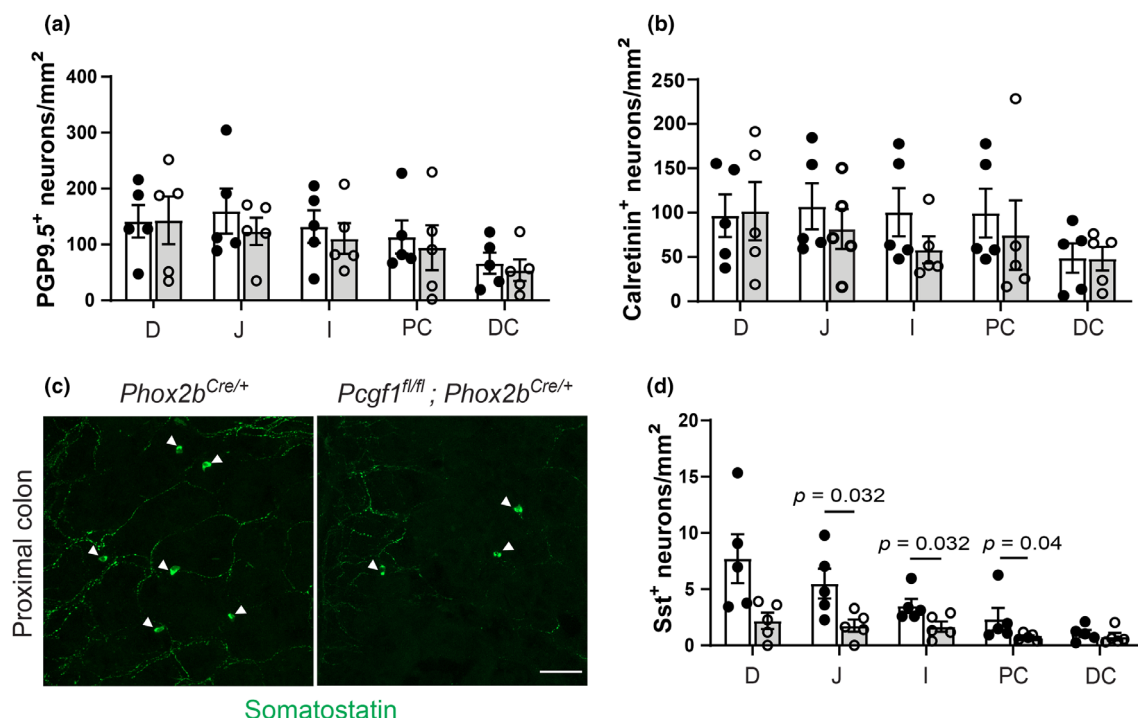 (a)
PGP9.5⁺ neurons/mm²
400
300
200
100
0
D J I PC DC
(b)
Calretinin⁺ neurons/mm²
250
200
150
100
50
0
D J I PC DC
(c)
Phox2bCre/+
Pcgf1fl/fl ; Phox2bCre/+
Proximal colon
Somatostatin
(d)
Sst⁺ neurons/mm²
20
15
10
5
0
p = 0.032
p = 0.032
p = 0.04
D J I PC DC